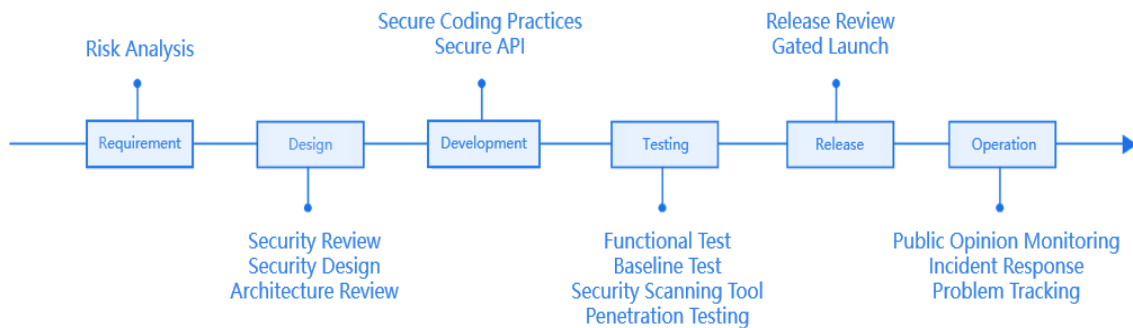 Secure Coding Practices
Secure API
Release Review
Gated Launch
Risk Analysis
Requirement
Design
Development
Testing
Release
Operation
Security Review
Security Design
Architecture Review
Functional Test
Baseline Test
Security Scanning Tool
Penetration Testing
Public Opinion Monitoring
Incident Response
Problem Tracking